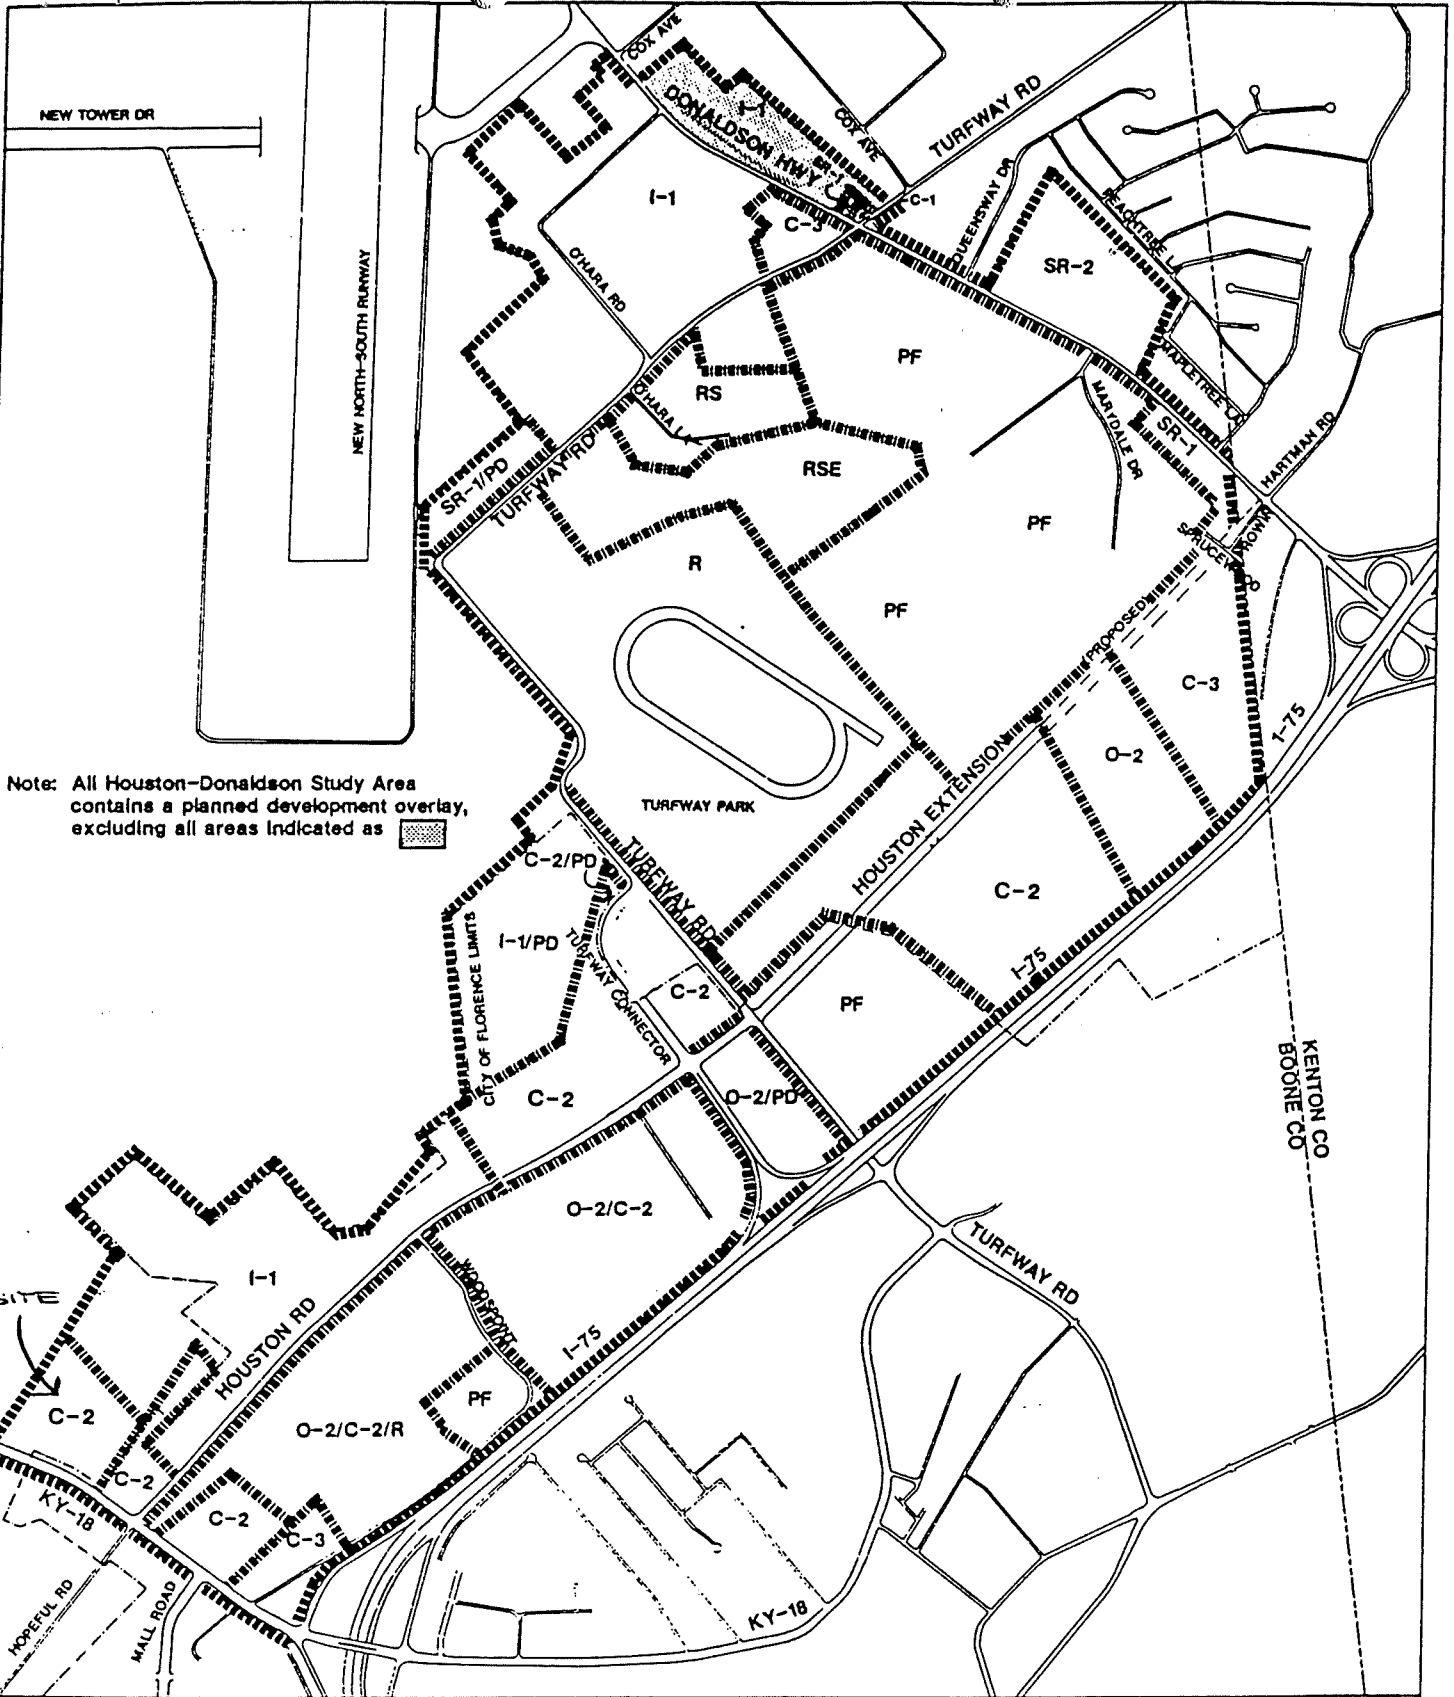 COX AVE
NEW TOWER DR
DONALDSON HWY
COX AVE
TURFWAY RD
SR-1
C-1
I-1
C-3
QUEENSWAY DR
PEACHTREE L
SR-2
O'HARA RD
NEW NORTH-SOUTH RUNWAY
PF
RS
O'HARA LA
MAPLETREE LA
MARYDALE DR
SR-1
HARTMAN RD
SR-1/PD
TURFWAY RD
RSE
PF
R
PF
(PROPOSED)
C-3
I-75
O-2
Note: All Houston-Donaldson Study Area
contains a planned development overlay,
excluding all areas indicated as
TURFWAY PARK
HOUSTON EXTENSION
C-2/PD
TURFWAY RD
C-2
I-1/PD
CITY OF FLORENCE LIMITS
TURFWAY CONNECTOR
C-2
I-75
PF
KENTON CO
BOONE CO
C-2
O-2/PD
O-2/C-2
TURFWAY RD
I-1
SITE
HOUSTON RD
WOODSPOINT
I-75
PF
C-2
O-2/C-2/R
C-2
KY-18
C-2
C-3
HOPEFUL RD
MALL ROAD
KY-18